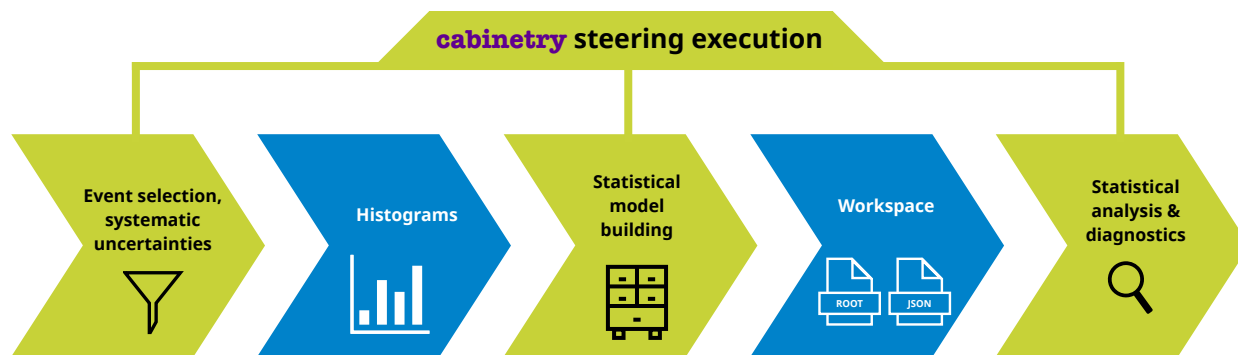 cabinetry steering execution
Event selection,
systematic
uncertainties
Histograms
Statistical
model
building
Workspace
ROOT
JSON
Statistical
analysis &
diagnostics